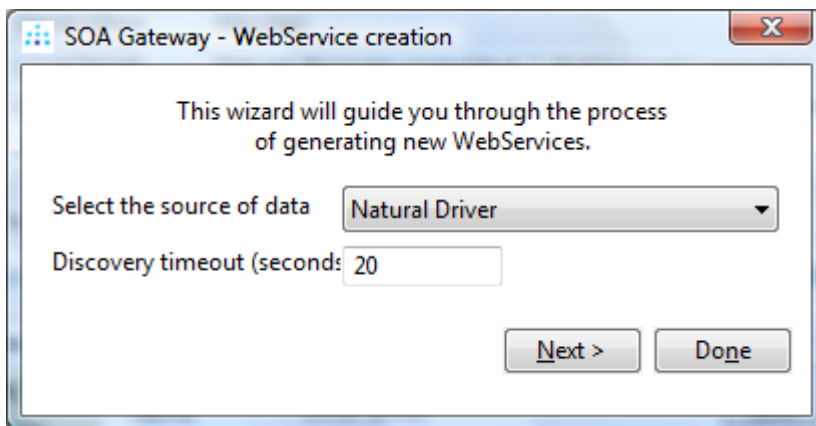 SOA Gateway - WebService creation
This wizard will guide you through the process
of generating new WebServices.
Select the source of data Natural Driver
Discovery timeout (seconds 20
Next > Done